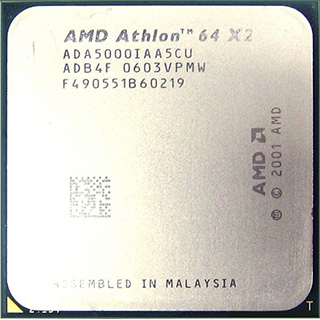 AMD Athlon™ 64 X2
ADA5000IAA5CU
ADB4F 0603VPMW
F490551B60219
AMD
© 2001 AMD
ASSEMBLED IN MALAYSIA
T